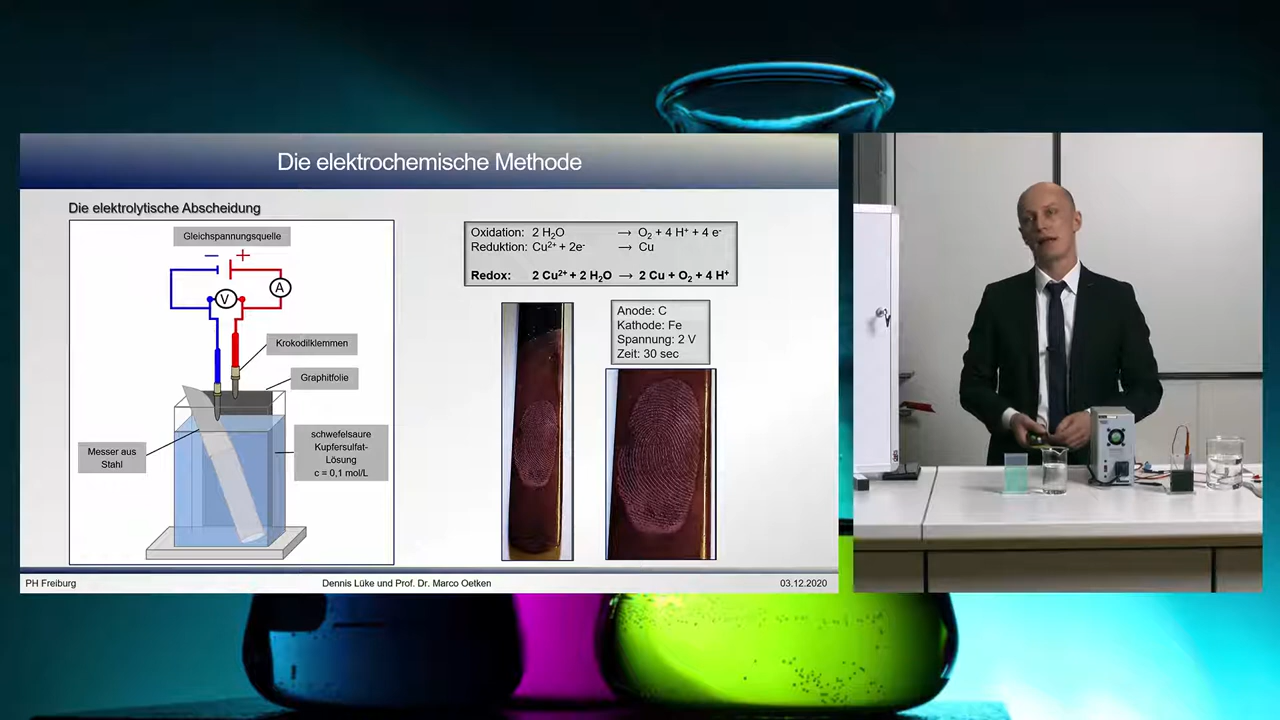 Die elektrochemische Methode
Die elektrolytische Abscheidung
Gleichspannungsquelle
− +
A
V
Krokodilklemmen
Graphitfolie
Messer aus
Stahl
schwefelsaure
Kupfersulfat-
Lösung
c = 0,1 mol/L
Oxidation: 2 H₂O → O₂ + 4 H⁺ + 4 e⁻
Reduktion: Cu²⁺ + 2e⁻ → Cu
Redox: 2 Cu²⁺ + 2 H₂O → 2 Cu + O₂ + 4 H⁺
Anode: C
Kathode: Fe
Spannung: 2 V
Zeit: 30 sec
PH Freiburg
Dennis Lüke und Prof. Dr. Marco Oetken
03.12.2020